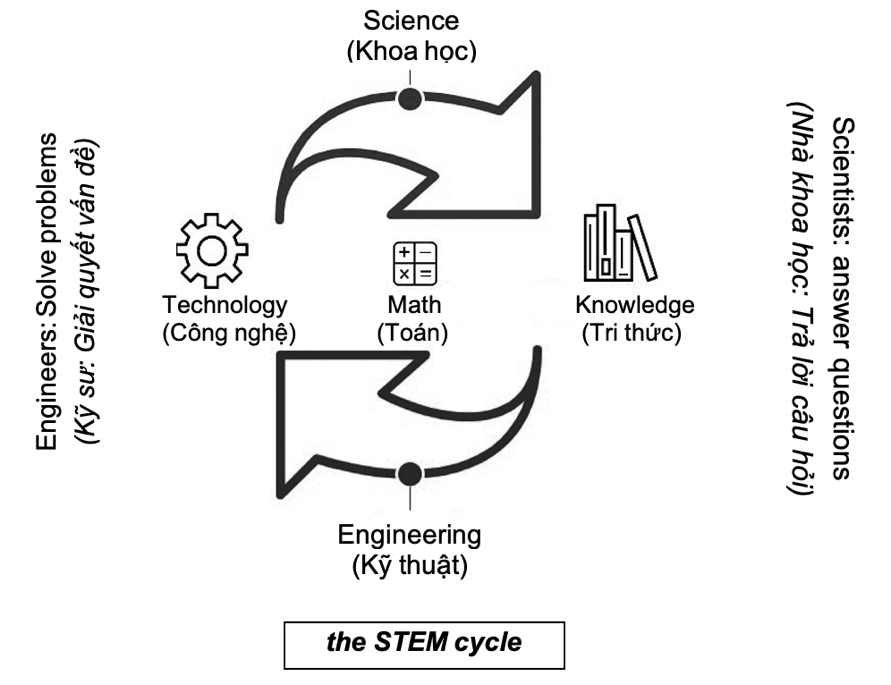 Science
(Khoa học)
Engineers: Solve problems
(Kỹ sư: Giải quyết vấn đề)
Scientists: answer questions
(Nhà khoa học: Trả lời câu hỏi)
+ −
× =
Technology
(Công nghệ)
Math
(Toán)
Knowledge
(Tri thức)
Engineering
(Kỹ thuật)
the STEM cycle